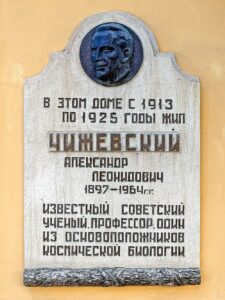 В ЭТОМ ДОМЕ С 1913
ПО 1925 ГОДЫ ЖИЛ
ЧИЖЕВСКИЙ
АЛЕКСАНДР
ЛЕОНИДОВИЧ
1897-1964 г.г.
ИЗВЕСТНЫЙ СОВЕТСКИЙ
УЧЕНЫЙ, ПРОФЕССОР, ОДИН
ИЗ ОСНОВОПОЛОЖНИКОВ
КОСМИЧЕСКОЙ БИОЛОГИИ